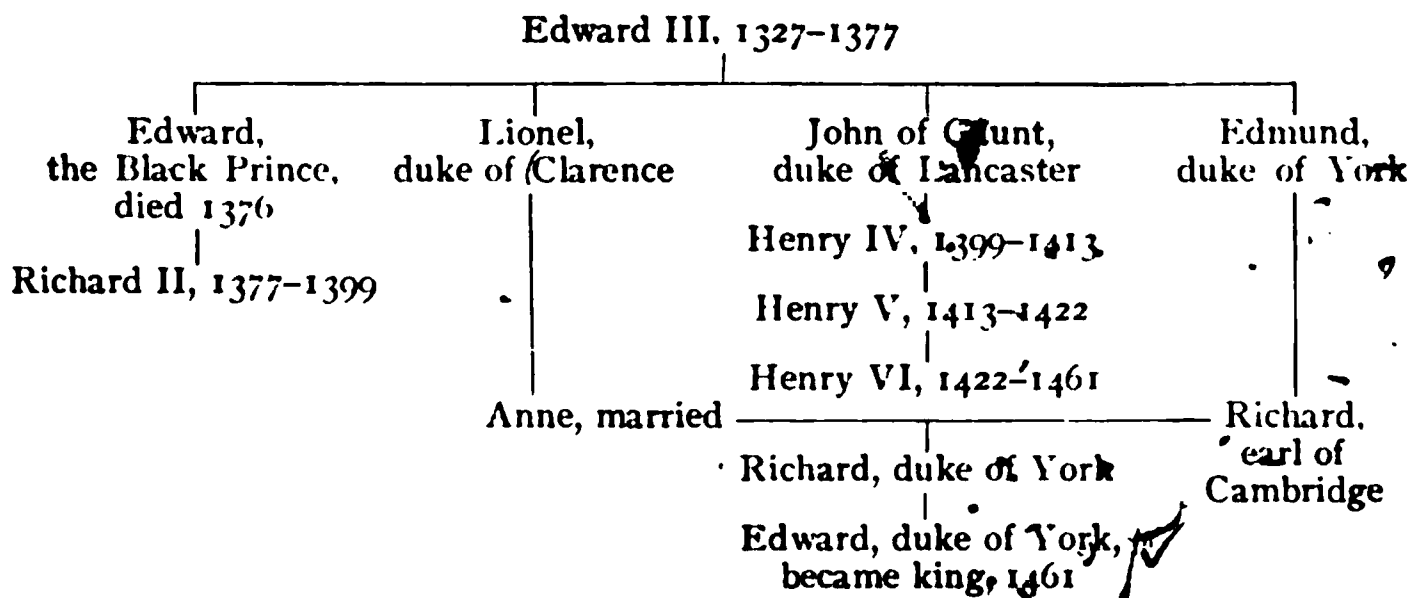 Edward III, 1327–1377
Edward,
the Black Prince,
died 1376
Richard II, 1377–1399
Lionel,
duke of Clarence
John of Gaunt,
duke of Lancaster
Henry IV, 1399–1413
Henry V, 1413–1422
Henry VI, 1422–1461
Edmund,
duke of York
Anne, married
Richard,
earl of
Cambridge
Richard, duke of York
Edward, duke of York,
became king, 1461